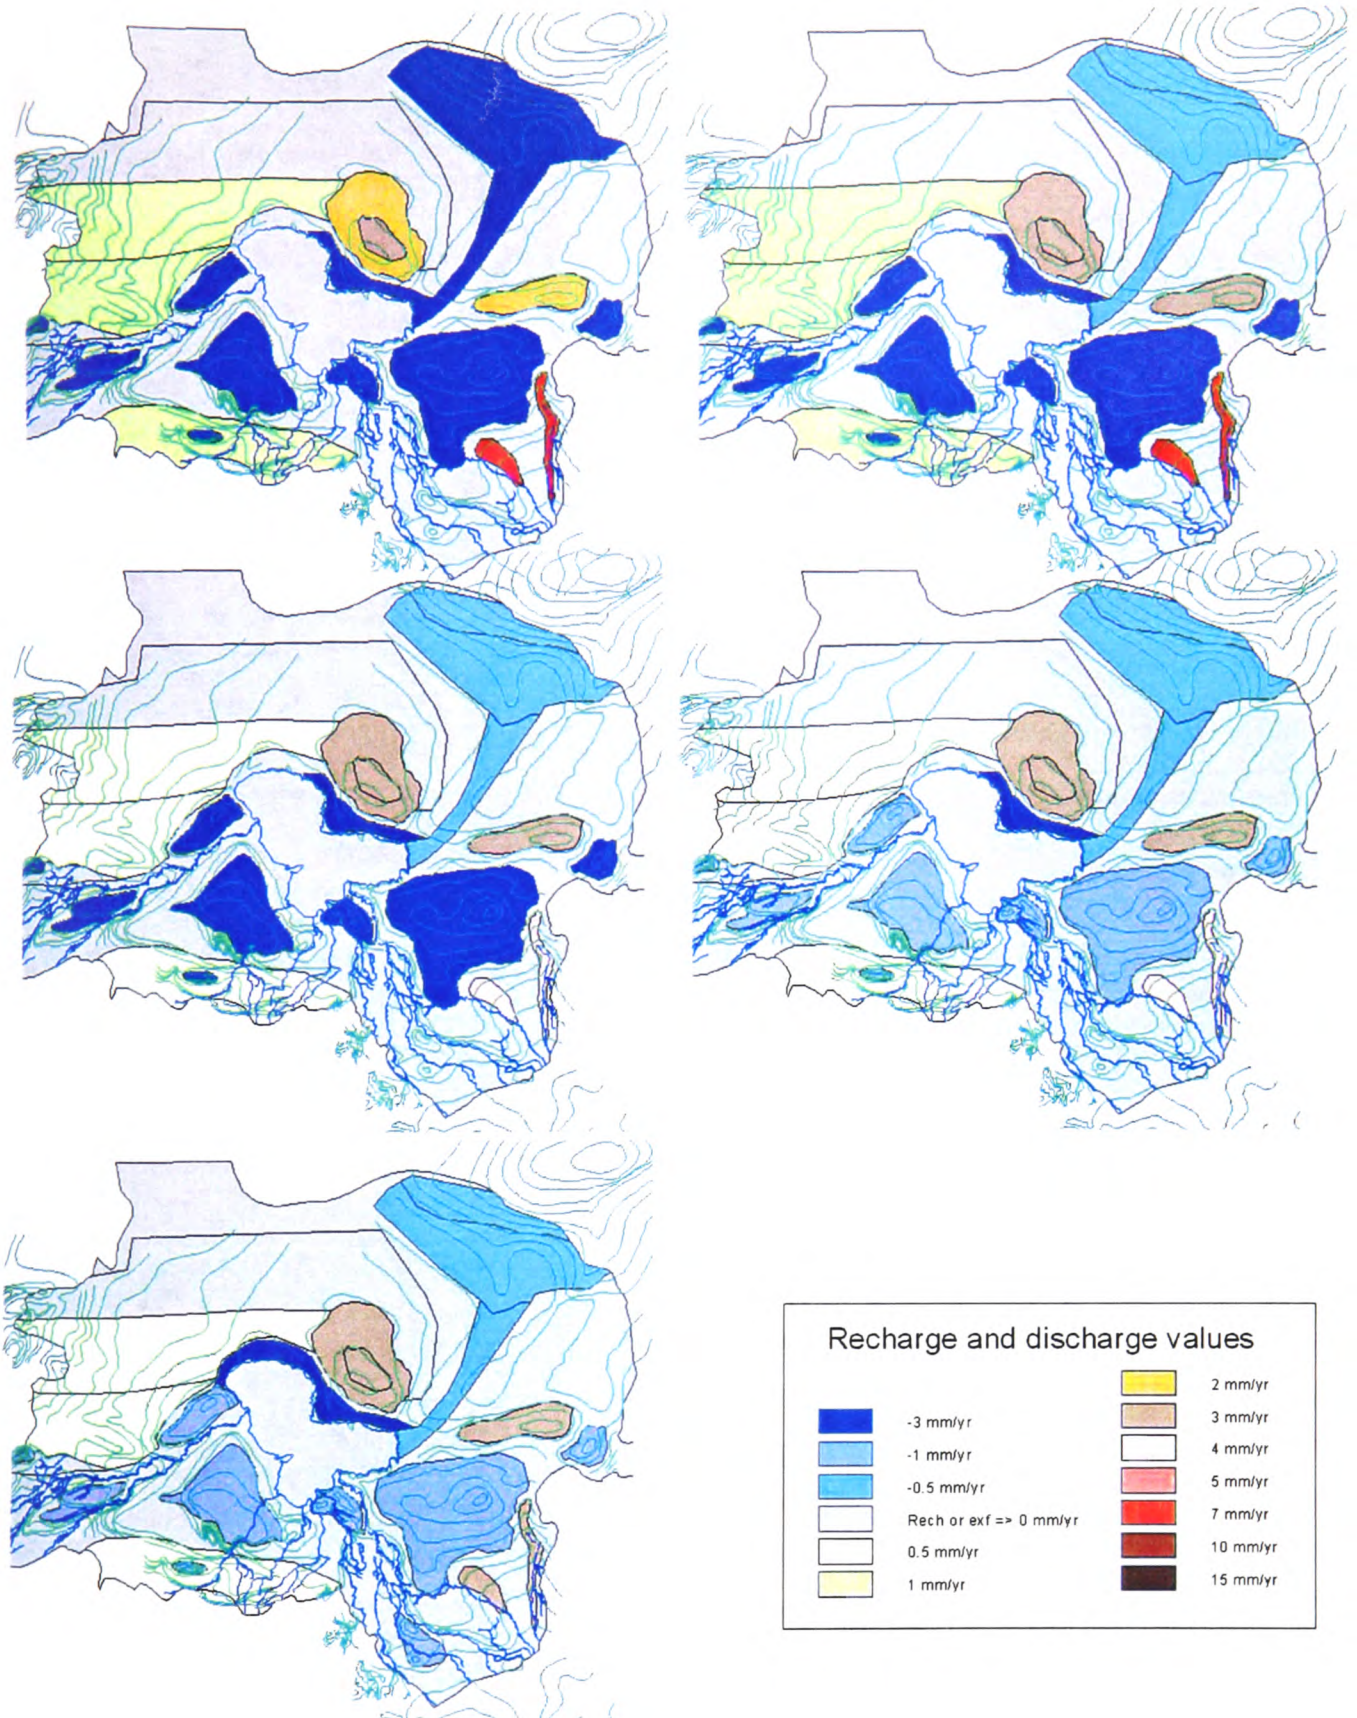 Recharge and discharge values
-3 mm/yr
-1 mm/yr
-0.5 mm/yr
Rech or exf => 0 mm/yr
0.5 mm/yr
1 mm/yr
2 mm/yr
3 mm/yr
4 mm/yr
5 mm/yr
7 mm/yr
10 mm/yr
15 mm/yr